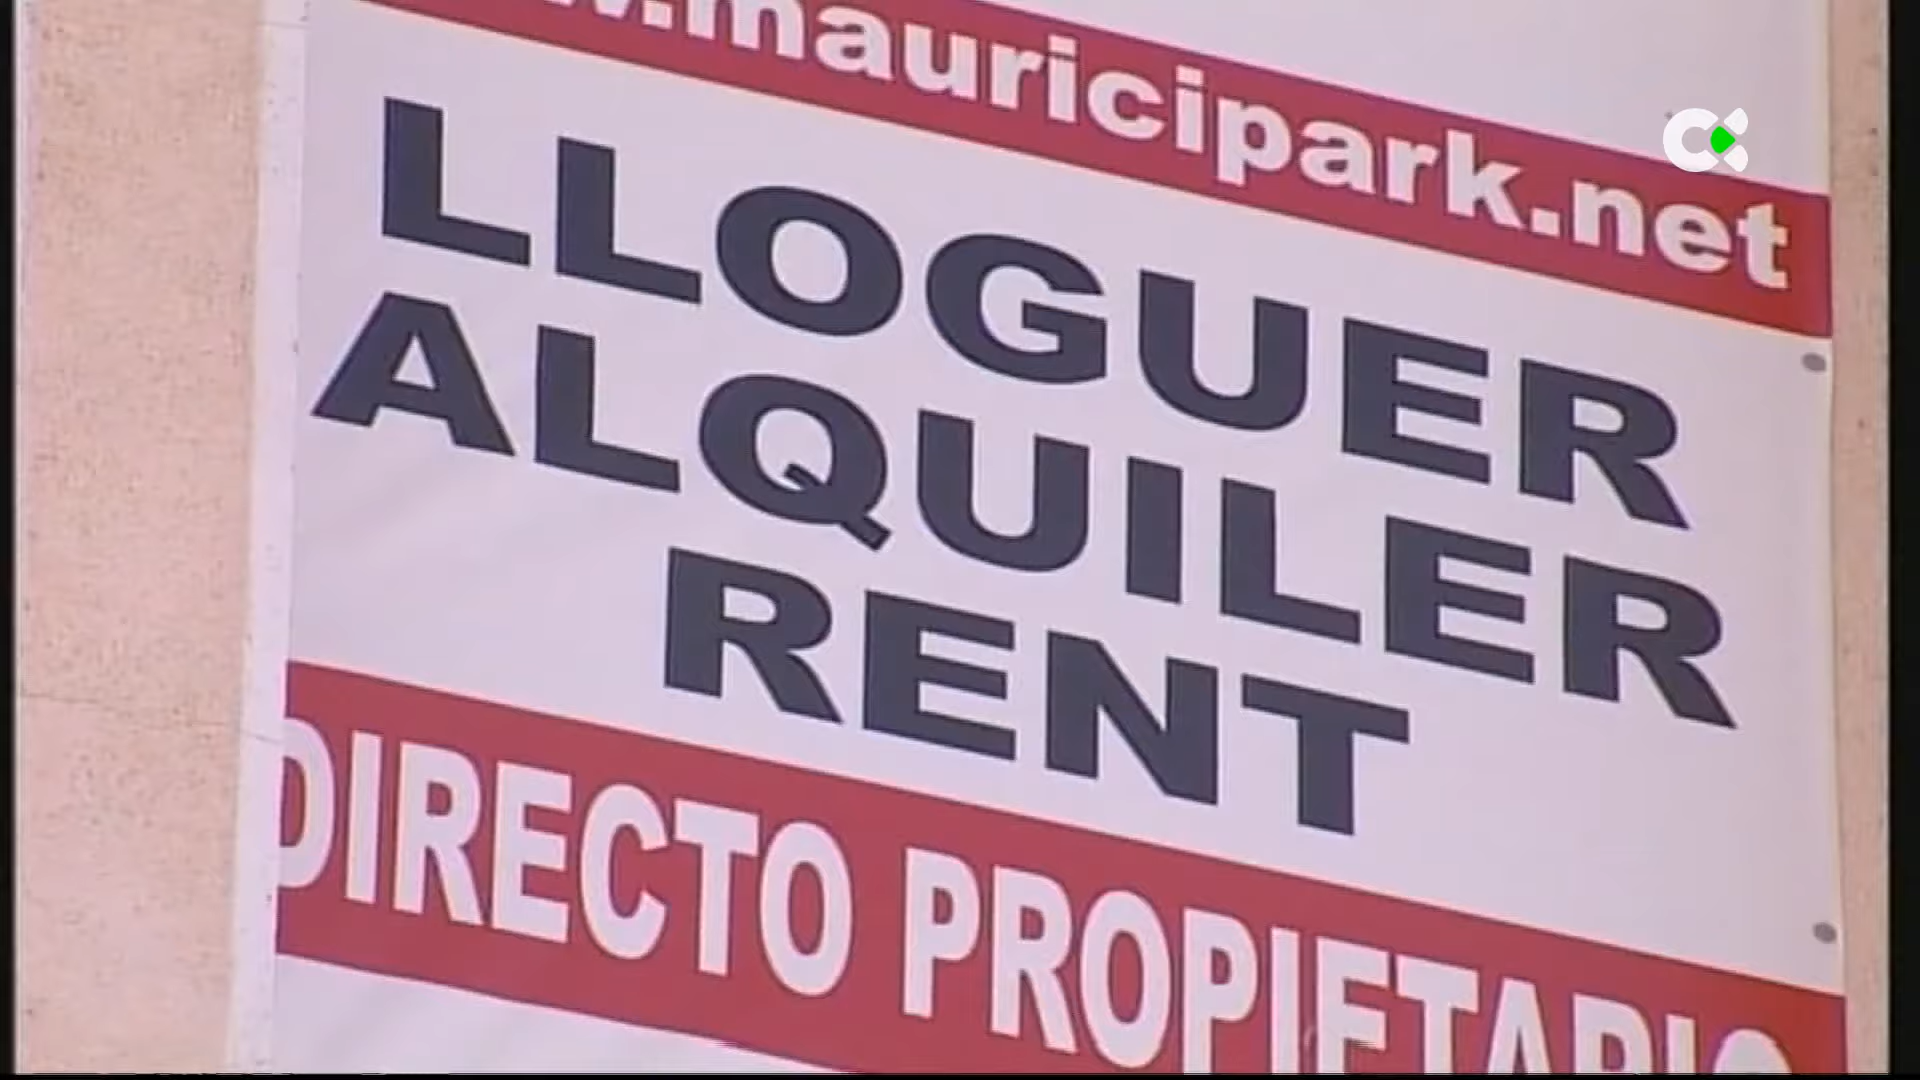 w.mauricipark.net
LLOGUER
ALQUILER
RENT
DIRECTO PROPIETARIO